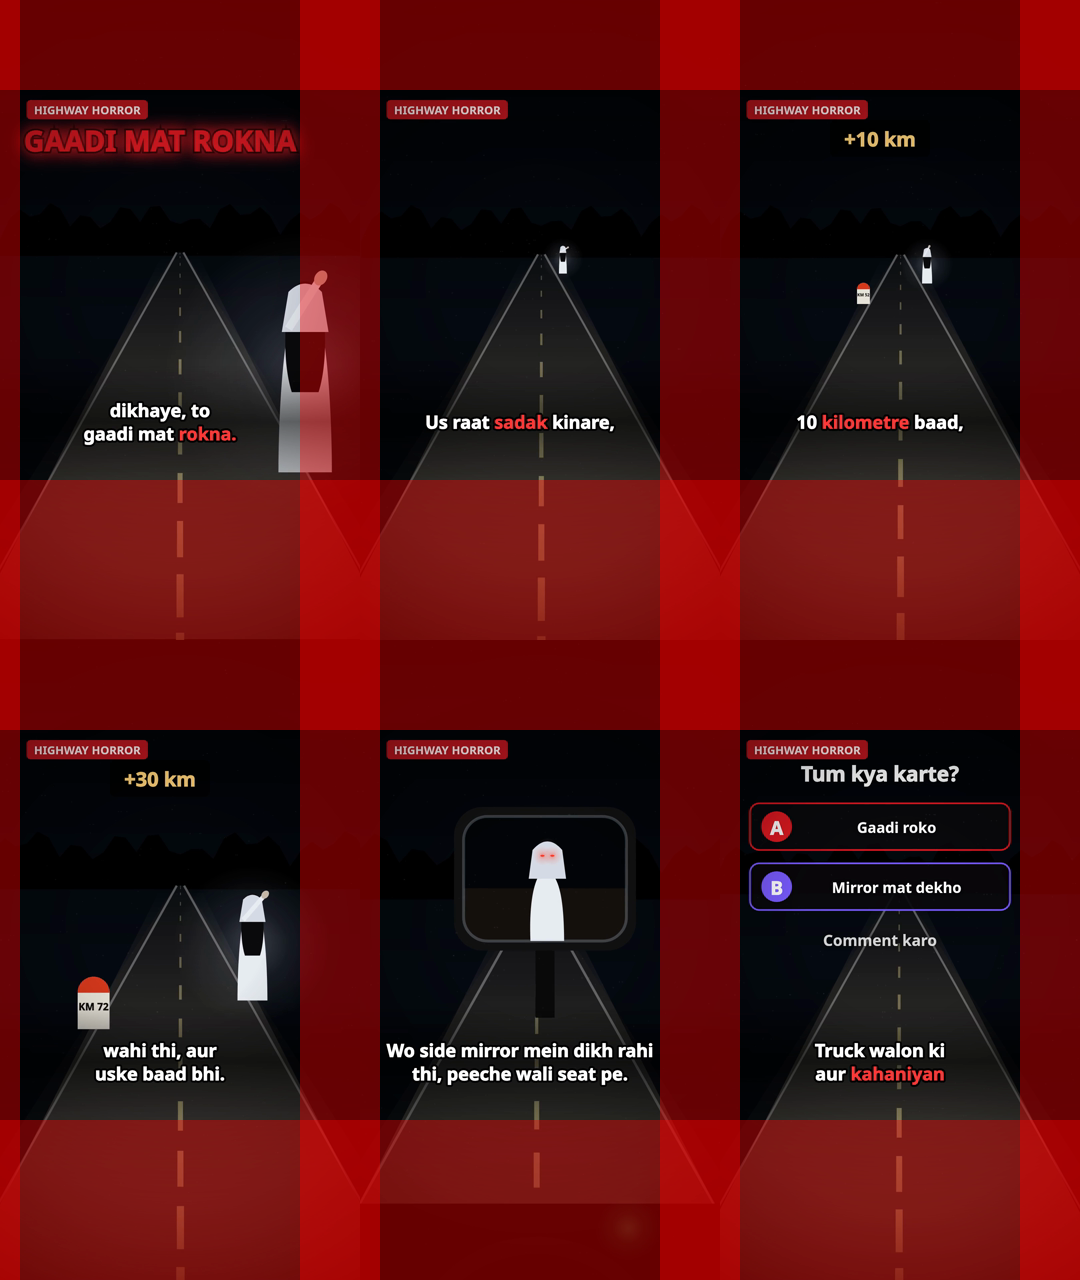 HIGHWAY HORROR
GAADI MAT ROKNA
dikhaye, to
gaadi mat rokna.
HIGHWAY HORROR
Us raat sadak kinare,
HIGHWAY HORROR
+10 km
KM 52
10 kilometre baad,
HIGHWAY HORROR
+30 km
KM 72
wahi thi, aur
uske baad bhi.
HIGHWAY HORROR
Wo side mirror mein dikh rahi
thi, peeche wali seat pe.
HIGHWAY HORROR
Tum kya karte?
A Gaadi roko
B Mirror mat dekho
Comment karo
Truck walon ki
aur kahaniyan